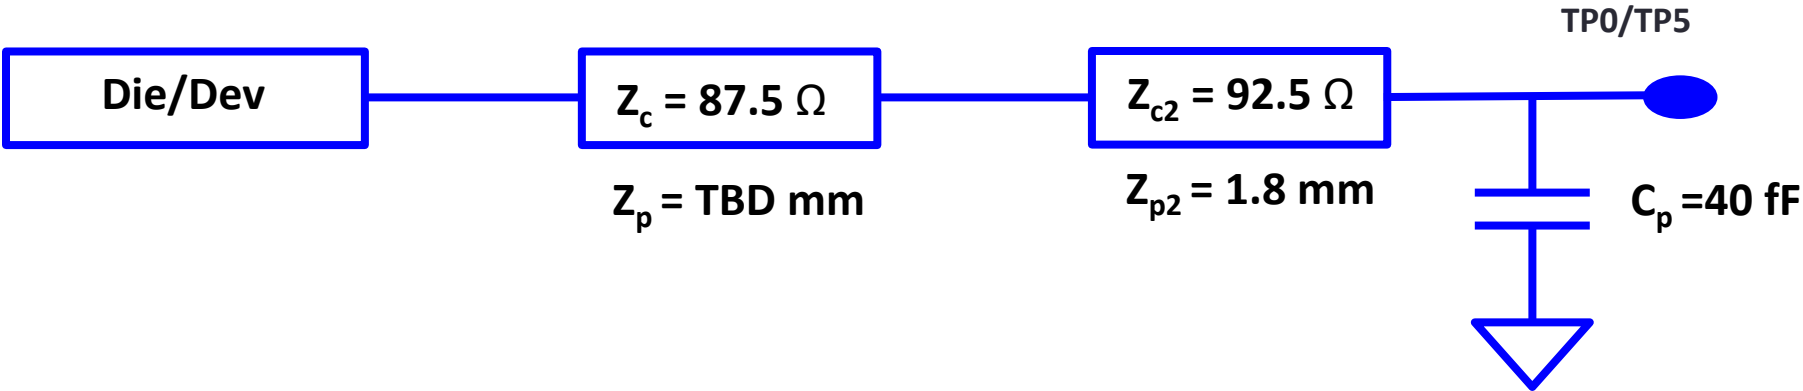 TP0/TP5
Die/Dev
Zc = 87.5 Ω
Zc2 = 92.5 Ω
Zp = TBD mm
Zp2 = 1.8 mm
Cp =40 fF